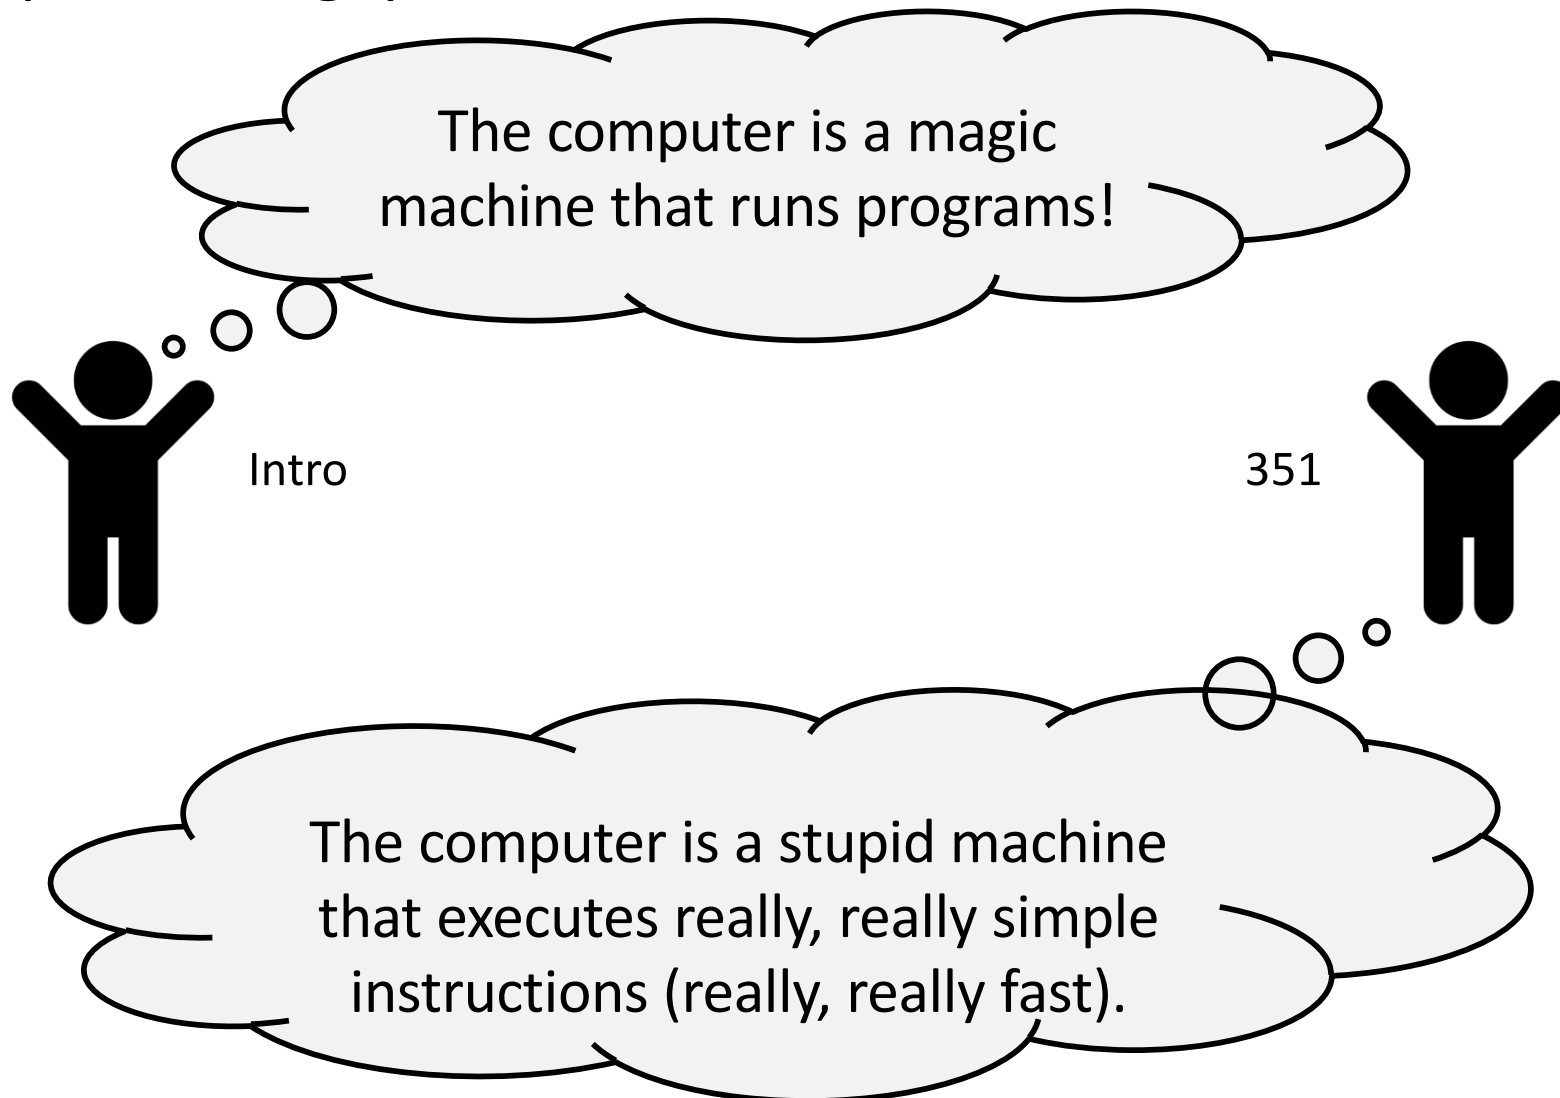 The computer is a magic
machine that runs programs!
Intro
351
The computer is a stupid machine
that executes really, really simple
instructions (really, really fast).